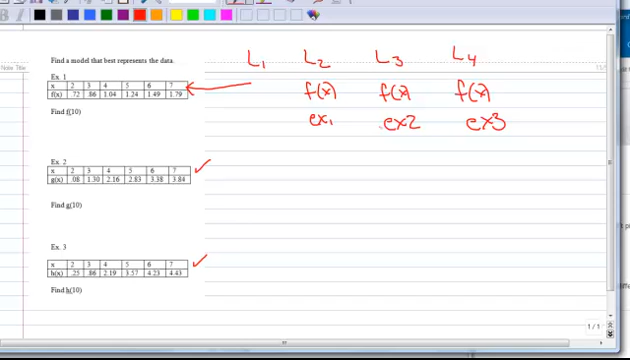 Note Title
Find a model that best represents the data.
Ex. 1
x 2 3 4 5 6 7
f(x) .72 .86 1.04 1.24 1.49 1.79
Find f(10)
Ex. 2
x 2 3 4 5 6 7
g(x) .08 1.30 2.16 2.83 3.38 3.84
Find g(10)
Ex. 3
x 2 3 4 5 6 7
h(x) .25 .86 2.19 3.57 4.23 4.43
Find h(10)
L1 L2 L3 L4
f(x) f(x) f(x)
ex1 ex2 ex3
1 / 1